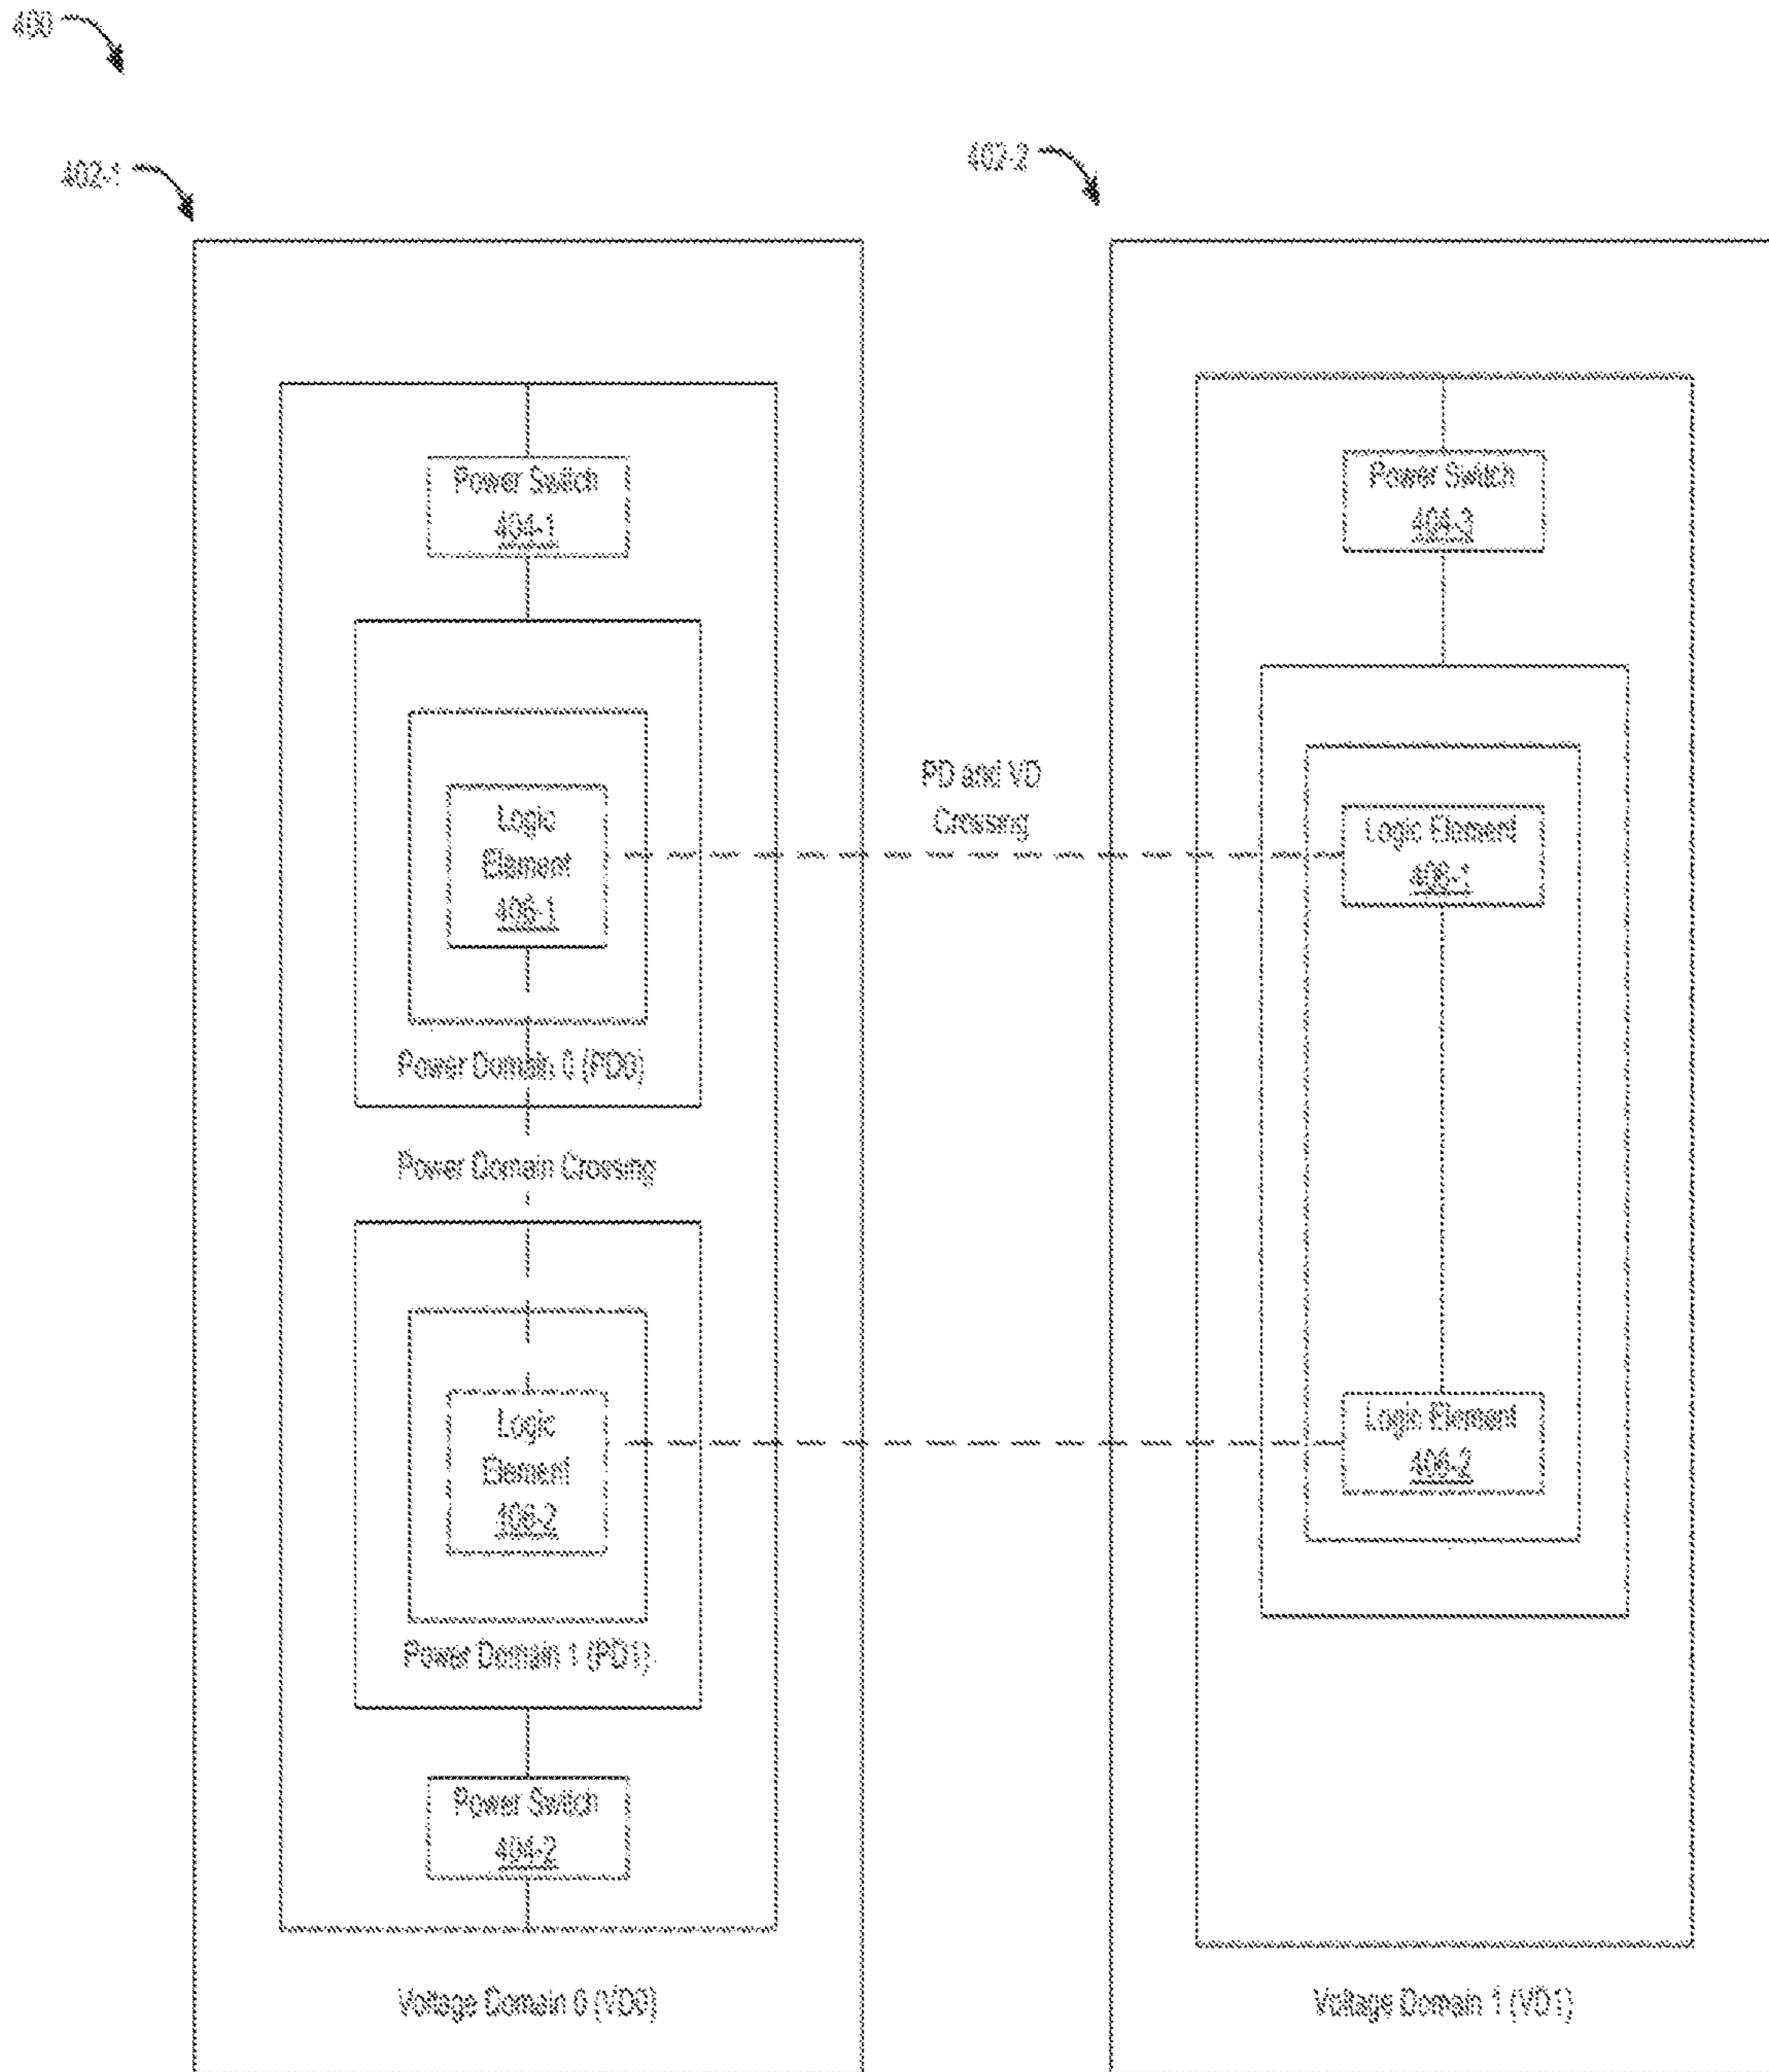 400
402-1
402-2
Power Switch
404-1
Power Switch
404-3
Logic
Element
406-1
PD and VD
Crossing
Logic Element
406-1
Power Domain 0 (PD0)
Power Domain Crossing
Logic
Element
106-2
Logic Element
406-2
Power Domain 1 (PD1)
Power Switch
404-2
Voltage Domain 0 (VD0)
Voltage Domain 1 (VD1)